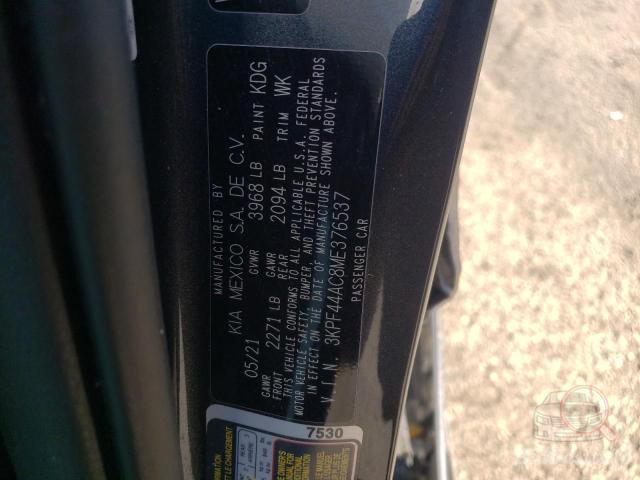 MANUFACTURED BY
KIA MEXICO S.A. DE C.V.
05/21 GVWR 3968 LB PAINT KDG
GAWR FRONT 2271 LB GAWR REAR 2094 LB TRIM WK
THIS VEHICLE CONFORMS TO ALL APPLICABLE U.S.A. FEDERAL
MOTOR VEHICLE SAFETY, BUMPER, AND THEFT PREVENTION STANDARDS
IN EFFECT ON THE DATE OF MANUFACTURE SHOWN ABOVE.
V.I.N. 3KPF44AC8ME376537
PASSENGER CAR
7530